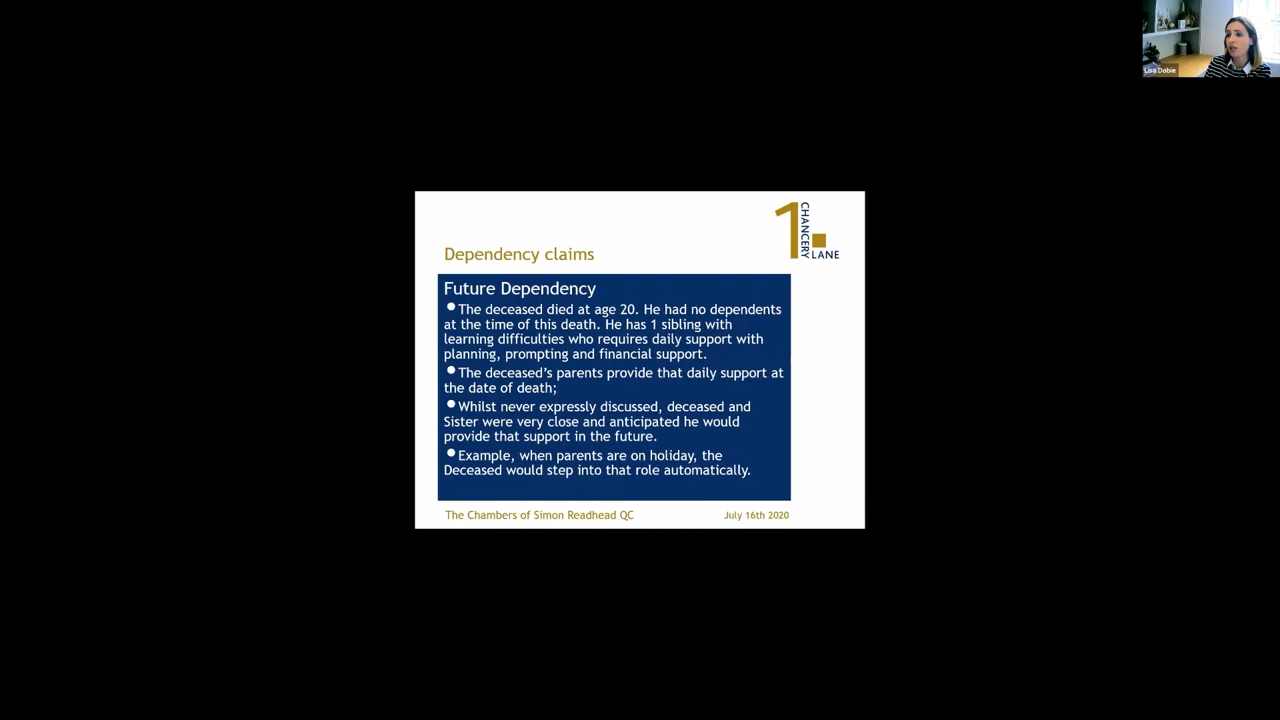 Lisa Dobie
1
CHANCERY
LANE
Dependency claims
Future Dependency
●The deceased died at age 20. He had no dependents
at the time of this death. He has 1 sibling with
learning difficulties who requires daily support with
planning, prompting and financial support.
●The deceased's parents provide that daily support at
the date of death;
●Whilst never expressly discussed, deceased and
Sister were very close and anticipated he would
provide that support in the future.
●Example, when parents are on holiday, the
Deceased would step into that role automatically.
The Chambers of Simon Readhead QC
July 16th 2020